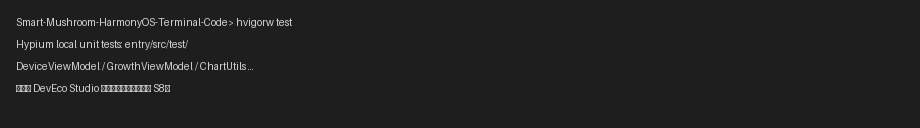 Smart-Mushroom-HarmonyOS-Terminal-Code> hvigorw test
Hypium local unit tests: entry/src/test/
DeviceViewModel / GrowthViewModel / ChartUtils ...
DevEco Studio S8